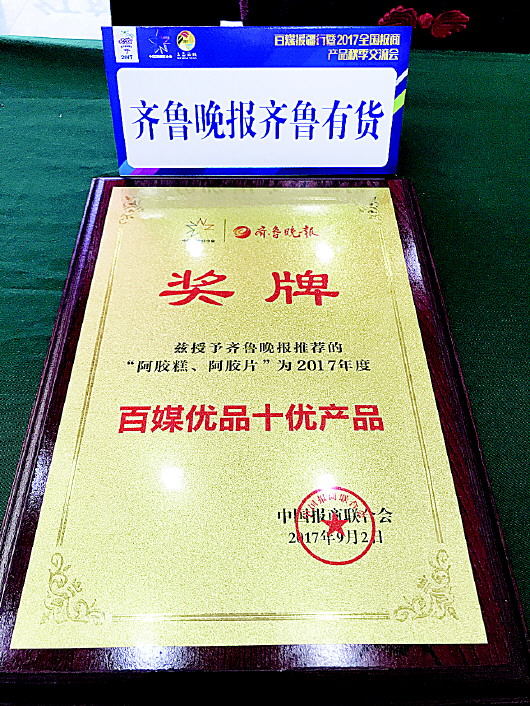 2017
百媒援疆行暨2017全国报商
产品秋季交流会
齐鲁晚报齐鲁有货
齐鲁晚报
奖牌
兹授予齐鲁晚报推荐的
“阿胶糕、阿胶片”为2017年度
百媒优品十优产品
中国报商联合会
2017年9月2日